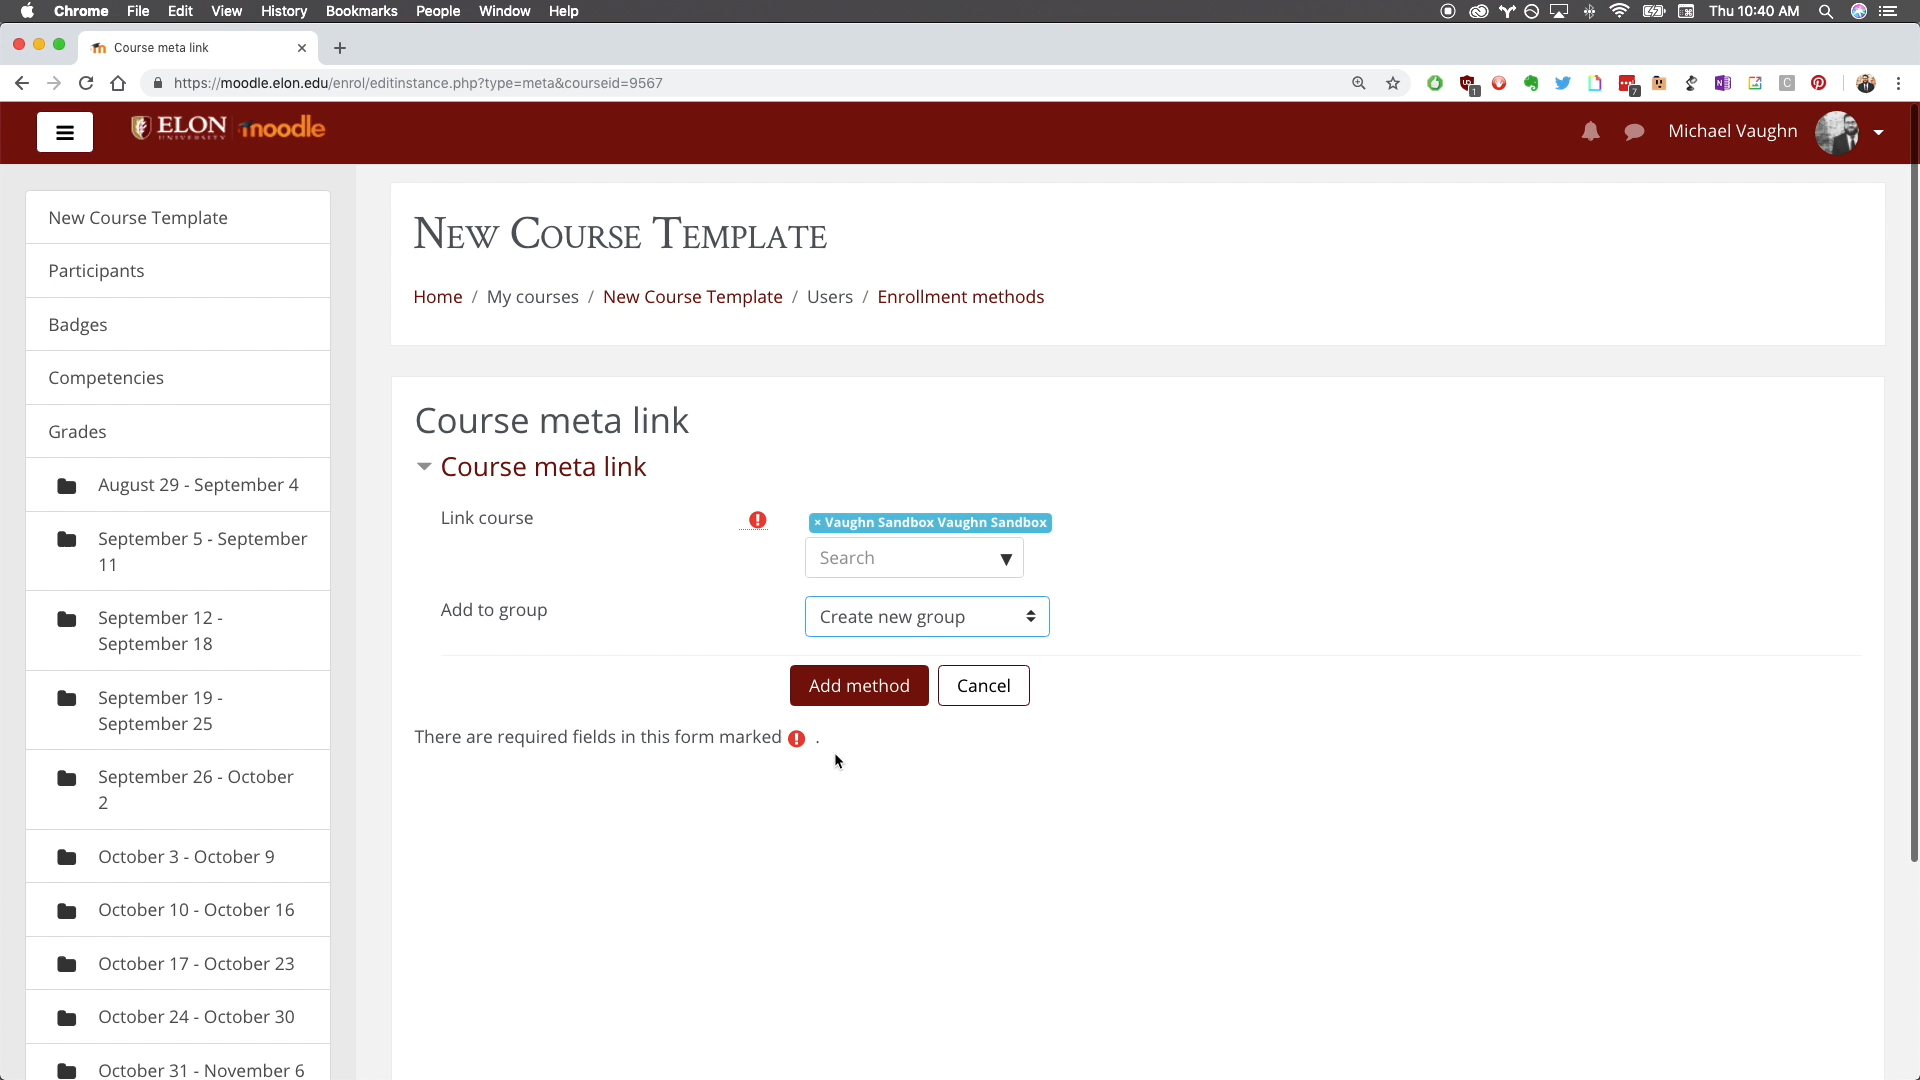 Chrome File Edit View History Bookmarks People Window Help Thu 10:40 AM
Course meta link
https://moodle.elon.edu/enrol/editinstance.php?type=meta&courseid=9567
1
7
C
ELON
UNIVERSITY
moodle
Michael Vaughn
New Course Template
Participants
Badges
Competencies
Grades
August 29 - September 4
September 5 - September
11
September 12 -
September 18
September 19 -
September 25
September 26 - October
2
October 3 - October 9
October 10 - October 16
October 17 - October 23
October 24 - October 30
October 31 - November 6
New Course Template
Home / My courses / New Course Template / Users / Enrollment methods
Course meta link
Course meta link
Link course
× Vaughn Sandbox Vaughn Sandbox
Search
Add to group
Create new group
Add method
Cancel
There are required fields in this form marked .